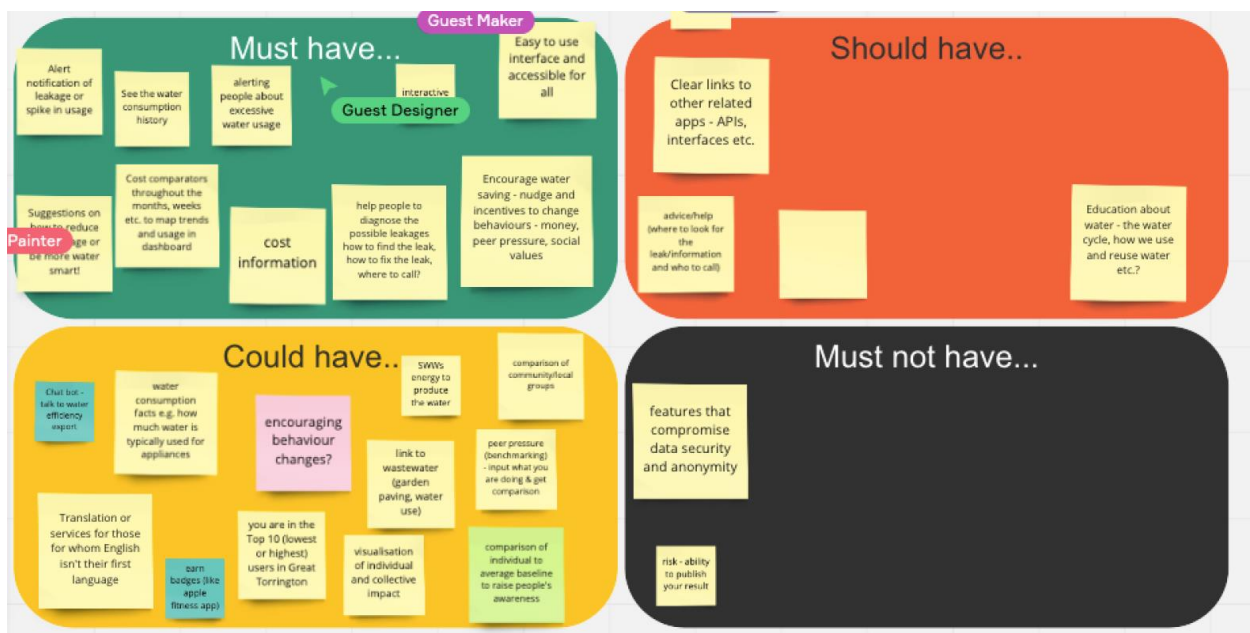 Guest Maker
Must have...
Alert
notification of
leakage or
spike in usage
See the water
consumption
history
alerting
people about
excessive
water usage
interactive
Guest Designer
Easy to use
interface and
accessible for
all
Suggestions on
how to reduce
Painter
age or
be more water
smart!
Cost comparators
throughout the
months, weeks
etc. to map trends
and usage in
dashboard
cost
information
help people to
diagnose the
possible leakages
how to find the leak,
how to fix the leak,
where to call?
Encourage water
saving - nudge and
incentives to change
behaviours - money,
peer pressure, social
values
Should have..
Clear links to
other related
apps - APIs,
interfaces etc.
advice/help
(where to look for
the
leak/information
and who to call)
Education about
water - the water
cycle, how we use
and reuse water
etc.?
Could have..
Chat bot -
talk to water
efficiency
export
water
consumption
facts e.g. how
much water is
typically used for
appliances
encouraging
behaviour
changes?
SWWs
energy to
produce
the water
comparison of
community/local
groups
link to
wastewater
(garden
paving, water
use)
peer pressure
(benchmarking)
- input what you
are doing & get
comparison
Translation or
services for those
for whom English
isn't their first
language
earn
badges (like
apple
fitness app)
you are in the
Top 10 (lowest
or highest)
users in Great
Torrington
visualisation
of individual
and collective
impact
comparison of
individual to
average baseline
to raise people's
awareness
Must not have...
features that
compromise
data security
and anonymity
risk - ability
to publish
your result